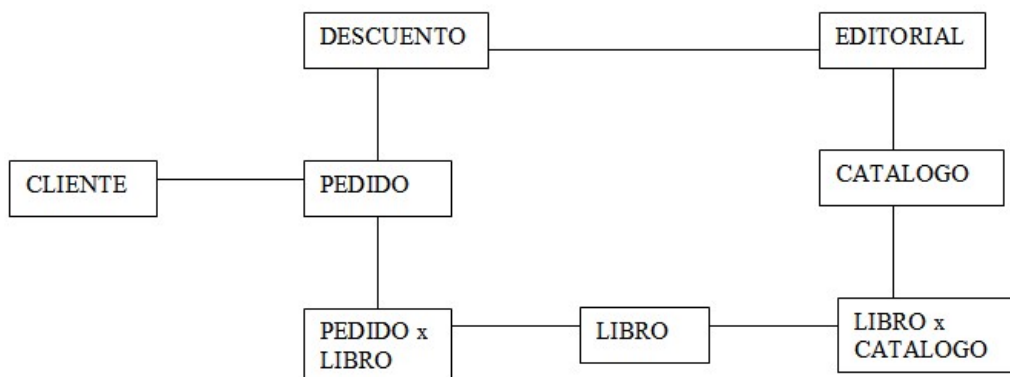 DESCUENTO
EDITORIAL
CLIENTE
PEDIDO
CATALOGO
PEDIDO x
LIBRO
LIBRO
LIBRO x
CATALOGO